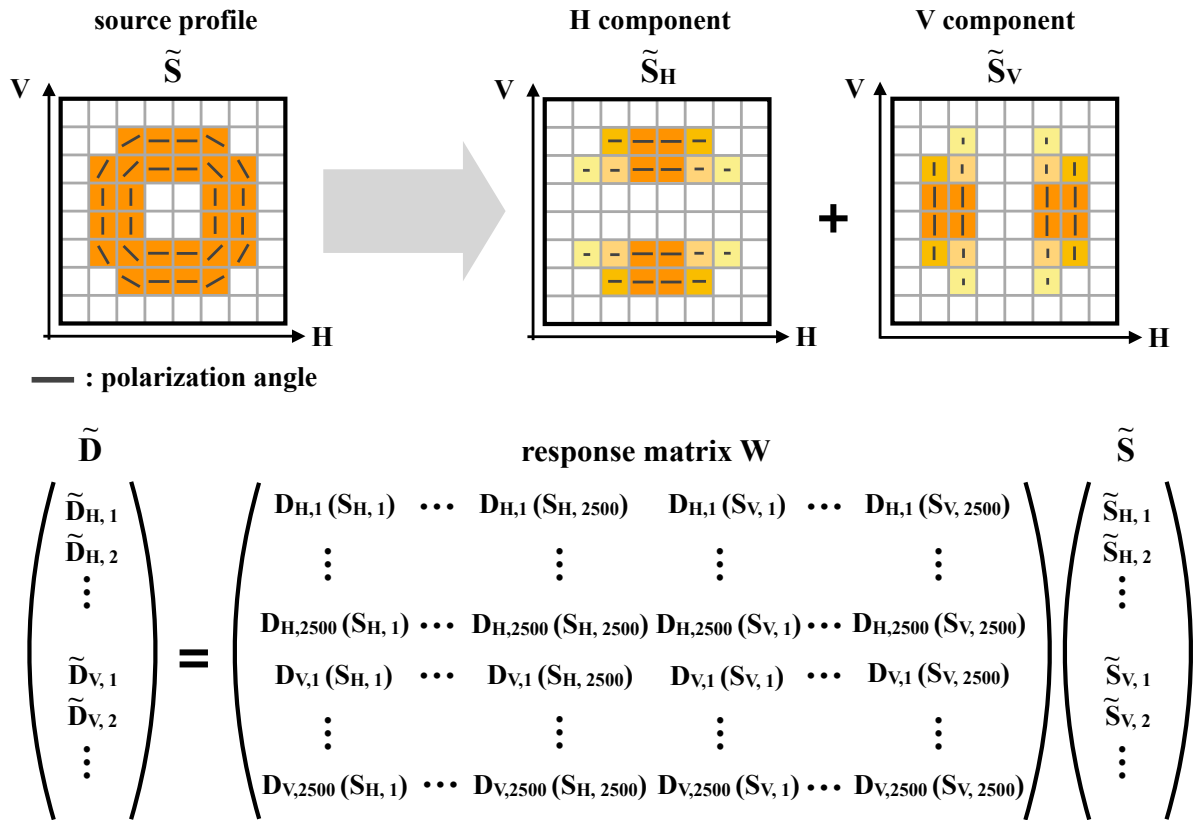 source profile
S̃
V
H
H component
S̃H
V
H
+
V component
S̃V
V
H
: polarization angle
D̃ response matrix W S̃
D̃H, 1
D̃H, 2
⋮
D̃V, 1
D̃V, 2
⋮
=
DH,1 (SH, 1) ⋯ DH,1 (SH, 2500) DH,1 (SV, 1) ⋯ DH,1 (SV, 2500)
⋮ ⋮ ⋮ ⋮
DH,2500 (SH, 1) ⋯ DH,2500 (SH, 2500) DH,2500 (SV, 1) ⋯ DH,2500 (SV, 2500)
DV,1 (SH, 1) ⋯ DV,1 (SH, 2500) DV,1 (SV, 1) ⋯ DV,1 (SV, 2500)
⋮ ⋮ ⋮ ⋮
DV,2500 (SH, 1) ⋯ DV,2500 (SH, 2500) DV,2500 (SV, 1) ⋯ DV,2500 (SV, 2500)
S̃H, 1
S̃H, 2
⋮
S̃V, 1
S̃V, 2
⋮